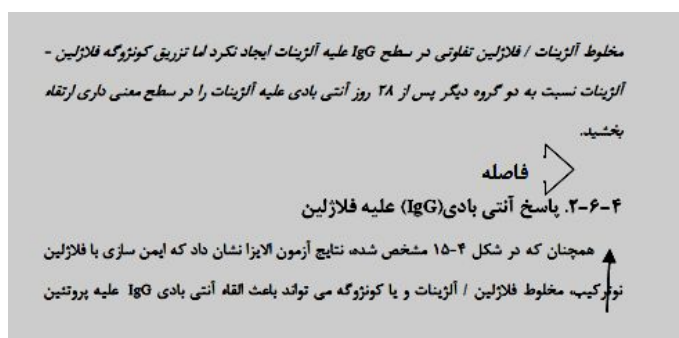 مخلوط آلژینات / فلاژلین تفاوتی در سطح IgG علیه آلژینات ایجاد نکرد اما تزریق کونژوگه فلاژلین -
آلژینات نسبت به دو گروه دیگر پس از ۲۸ روز آنتی بادی علیه آلژینات را در سطح معنی داری ارتقاء
بخشید.
فاصله
۲-۶-۴. پاسخ آنتی بادی(IgG) علیه فلاژلین
همچنان که در شکل ۴-۱۵ مشخص شده، نتایج آزمون الایزا نشان داد که ایمن سازی با فلاژلین
نوترکیب، مخلوط فلاژلین / آلژینات و یا کونژوگه می تواند باعث القاء آنتی بادی IgG علیه پروتئین